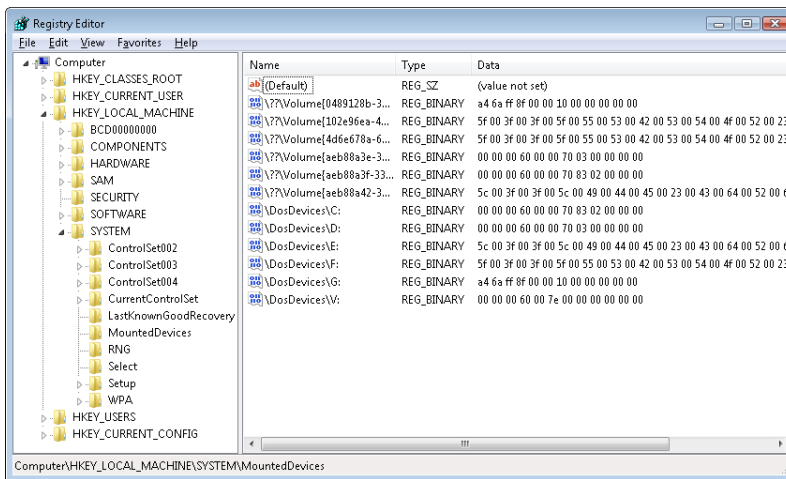 Registry Editor
File Edit View Favorites Help
Computer
HKEY_CLASSES_ROOT
HKEY_CURRENT_USER
HKEY_LOCAL_MACHINE
BCD00000000
COMPONENTS
HARDWARE
SAM
SECURITY
SOFTWARE
SYSTEM
ControlSet002
ControlSet003
ControlSet004
CurrentControlSet
LastKnownGoodRecovery
MountedDevices
RNG
Select
Setup
WPA
HKEY_USERS
HKEY_CURRENT_CONFIG
Name Type Data
(Default) REG_SZ (value not set)
\??\Volume{0489128b-3... REG_BINARY a4 6a ff 8f 00 00 10 00 00 00 00 00
\??\Volume{102e96ea-4... REG_BINARY 5f 00 3f 00 3f 00 5f 00 55 00 53 00 42 00 53 00 54 00 4f 00 52 00 23
\??\Volume{4d6e678a-6... REG_BINARY 5f 00 3f 00 3f 00 5f 00 55 00 53 00 42 00 53 00 54 00 4f 00 52 00 23
\??\Volume{aeb88a3e-3... REG_BINARY 00 00 00 60 00 00 70 03 00 00 00 00
\??\Volume{aeb88a3f-33... REG_BINARY 00 00 00 60 00 00 70 83 02 00 00 00
\??\Volume{aeb88a42-3... REG_BINARY 5c 00 3f 00 3f 00 5c 00 49 00 44 00 45 00 23 00 43 00 64 00 52 00 6
\DosDevices\C: REG_BINARY 00 00 00 60 00 00 70 83 02 00 00 00
\DosDevices\D: REG_BINARY 00 00 00 60 00 00 70 03 00 00 00 00
\DosDevices\E: REG_BINARY 5c 00 3f 00 3f 00 5c 00 49 00 44 00 45 00 23 00 43 00 64 00 52 00 6
\DosDevices\F: REG_BINARY 5f 00 3f 00 3f 00 5f 00 55 00 53 00 42 00 53 00 54 00 4f 00 52 00 23
\DosDevices\G: REG_BINARY a4 6a ff 8f 00 00 10 00 00 00 00 00
\DosDevices\V: REG_BINARY 00 00 00 60 00 7e 00 00 00 00 00 00
Computer\HKEY_LOCAL_MACHINE\SYSTEM\MountedDevices